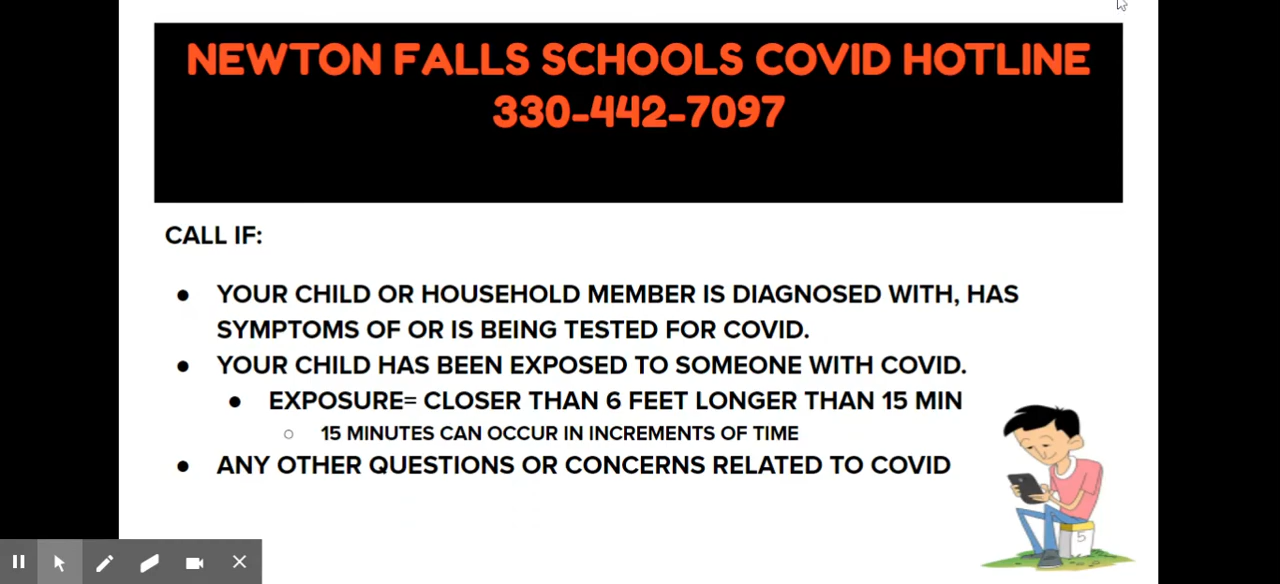 NEWTON FALLS SCHOOLS COVID HOTLINE
330-442-7097
CALL IF:
● YOUR CHILD OR HOUSEHOLD MEMBER IS DIAGNOSED WITH, HAS
SYMPTOMS OF OR IS BEING TESTED FOR COVID.
● YOUR CHILD HAS BEEN EXPOSED TO SOMEONE WITH COVID.
● EXPOSURE= CLOSER THAN 6 FEET LONGER THAN 15 MIN
○ 15 MINUTES CAN OCCUR IN INCREMENTS OF TIME
● ANY OTHER QUESTIONS OR CONCERNS RELATED TO COVID
5